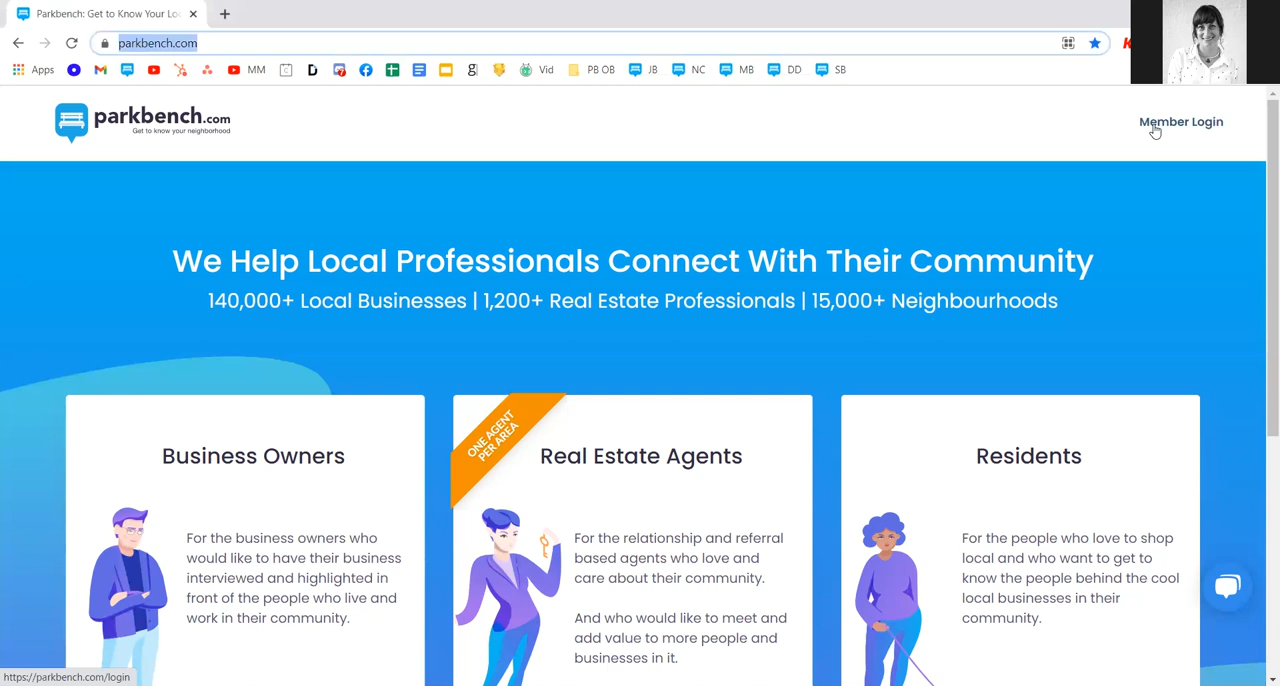 Parkbench: Get to Know Your Lo
parkbench.com
Apps
MM
Vid
PB OB
JB
NC
MB
DD
SB
parkbench.com
Get to know your neighborhood
Member Login
We Help Local Professionals Connect With Their Community
140,000+ Local Businesses | 1,200+ Real Estate Professionals | 15,000+ Neighbourhoods
Business Owners
For the business owners who
would like to have their business
interviewed and highlighted in
front of the people who live and
work in their community.
ONE AGENT
PER AREA
Real Estate Agents
For the relationship and referral
based agents who love and
care about their community.
And who would like to meet and
add value to more people and
businesses in it.
Residents
For the people who love to shop
local and who want to get to
know the people behind the cool
local businesses in their
community.
https://parkbench.com/login